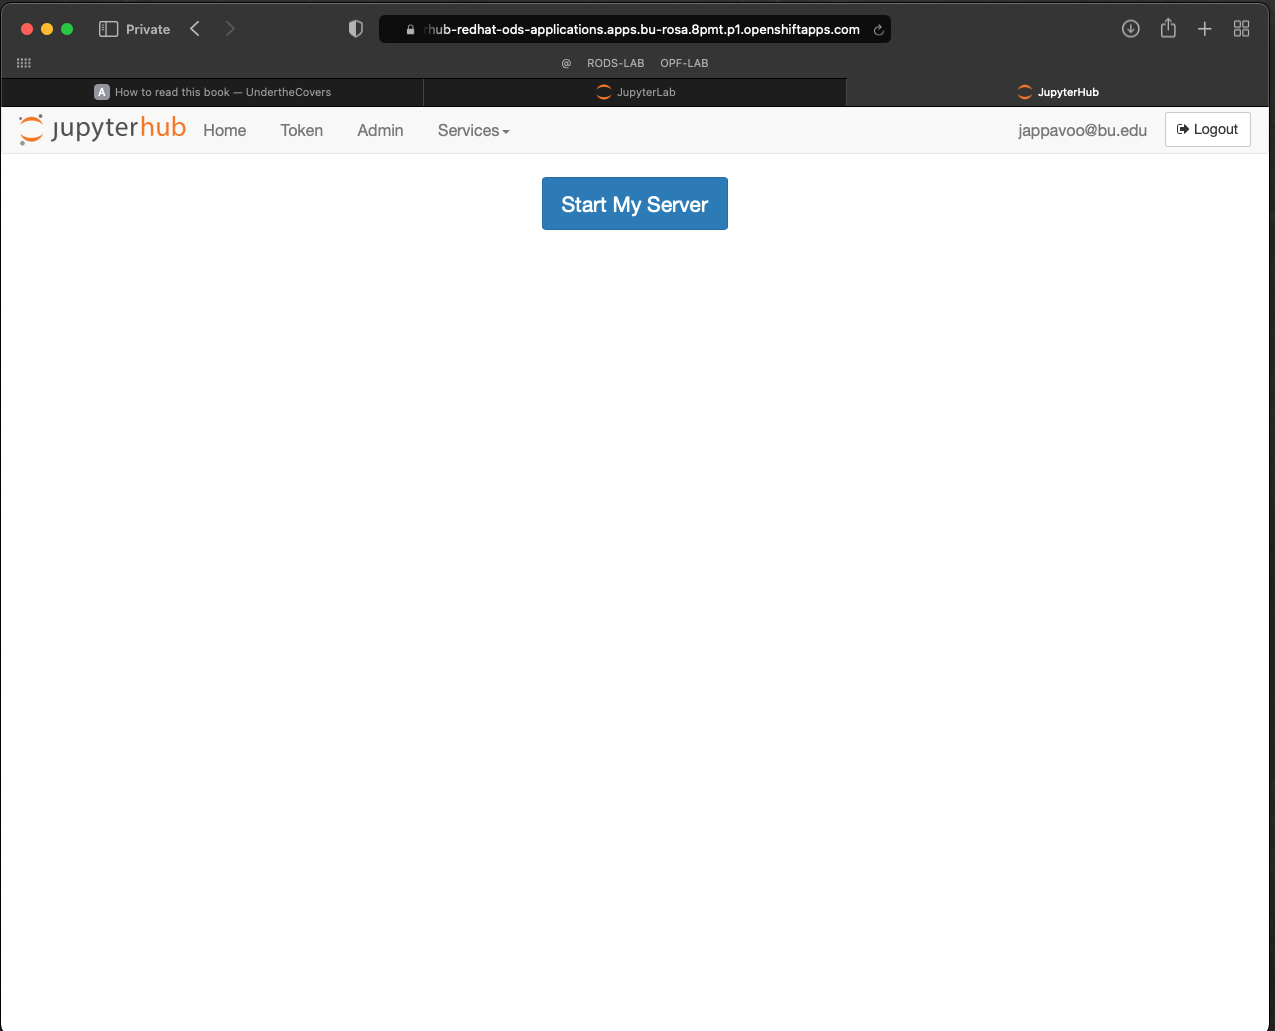 Private
rhub-redhat-ods-applications.apps.bu-rosa.8pmt.p1.openshiftapps.com
@ RODS-LAB OPF-LAB
A How to read this book — UndertheCovers
JupyterLab
JupyterHub
jupyterhub Home Token Admin Services jappavoo@bu.edu Logout
Start My Server